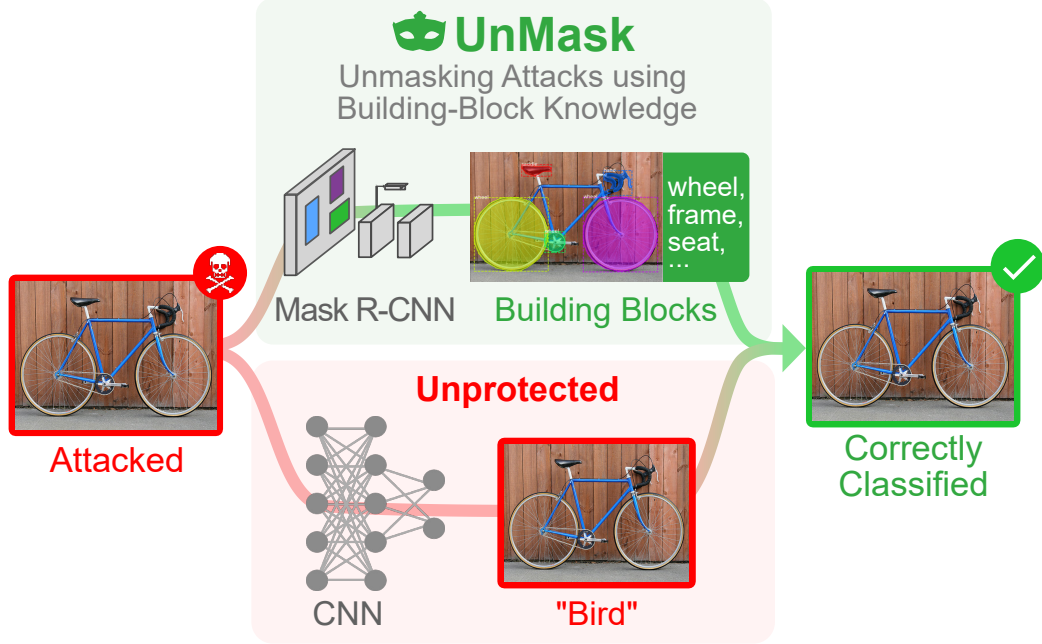 UnMask
Unmasking Attacks using
Building-Block Knowledge
wheel,
frame,
seat,
...
Mask R-CNN
Building Blocks
Attacked
Unprotected
CNN
"Bird"
Correctly
Classified